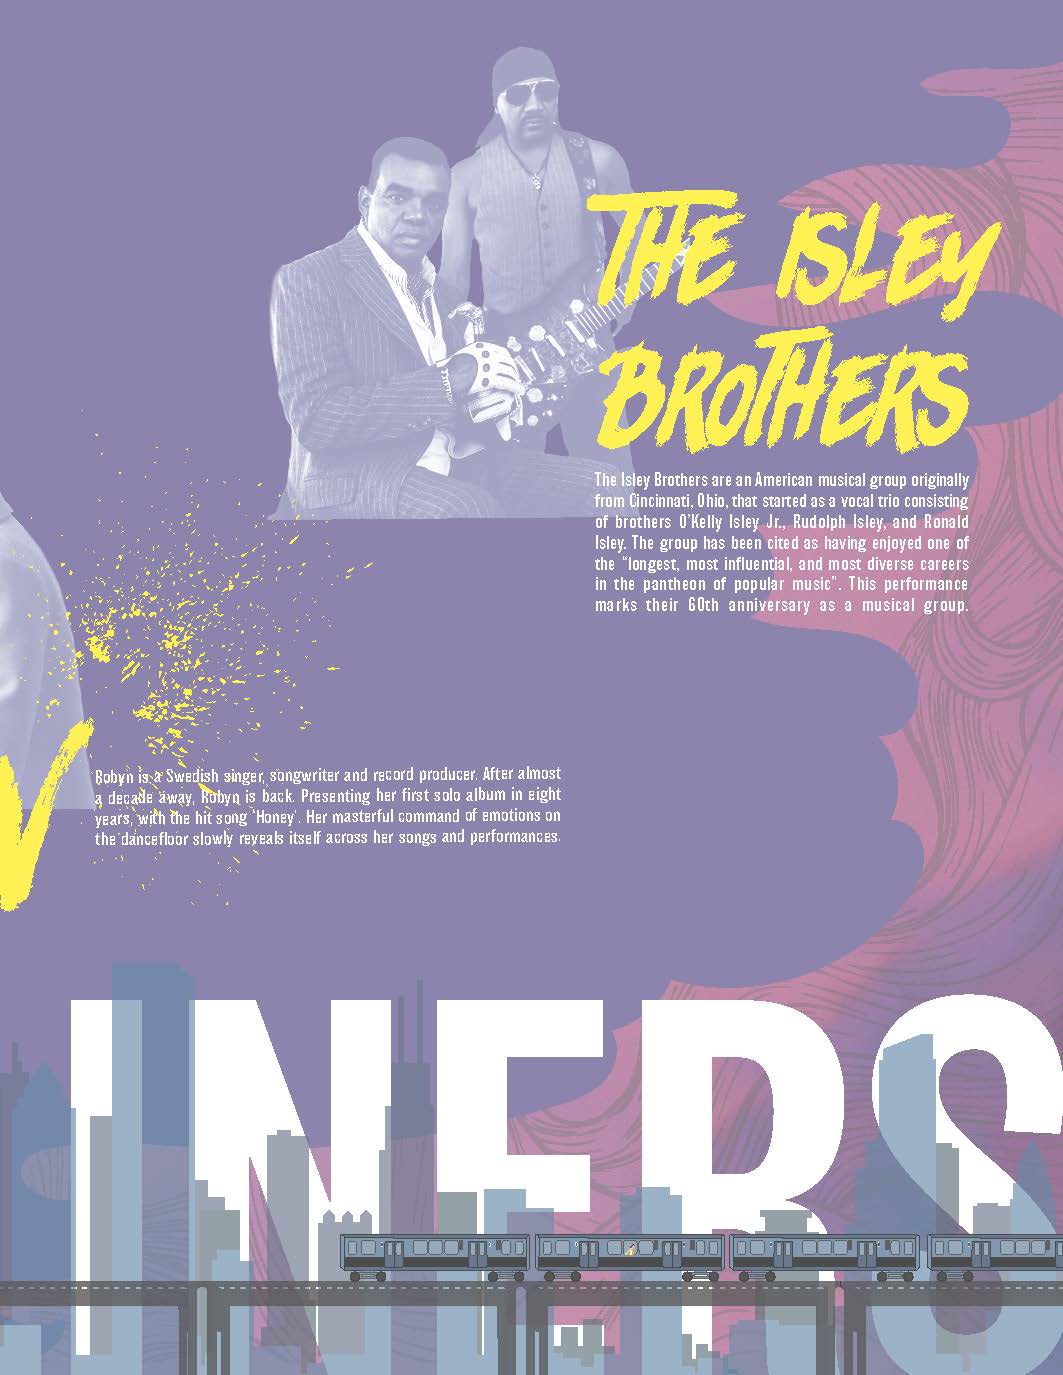 THE ISLEY
BROTHERS
The Isley Brothers are an American musical group originally
from Cincinnati, Ohio, that started as a vocal trio consisting
of brothers O'Kelly Isley Jr., Rudolph Isley, and Ronald
Isley. The group has been cited as having enjoyed one of
the “longest, most influential, and most diverse careers
in the pantheon of popular music”. This performance
marks their 60th anniversary as a musical group.
Robyn is a Swedish singer, songwriter and record producer. After almost
a decade away, Robyn is back. Presenting her first solo album in eight
years, with the hit song ‘Honey’. Her masterful command of emotions on
the dancefloor slowly reveals itself across her songs and performances.
INERS